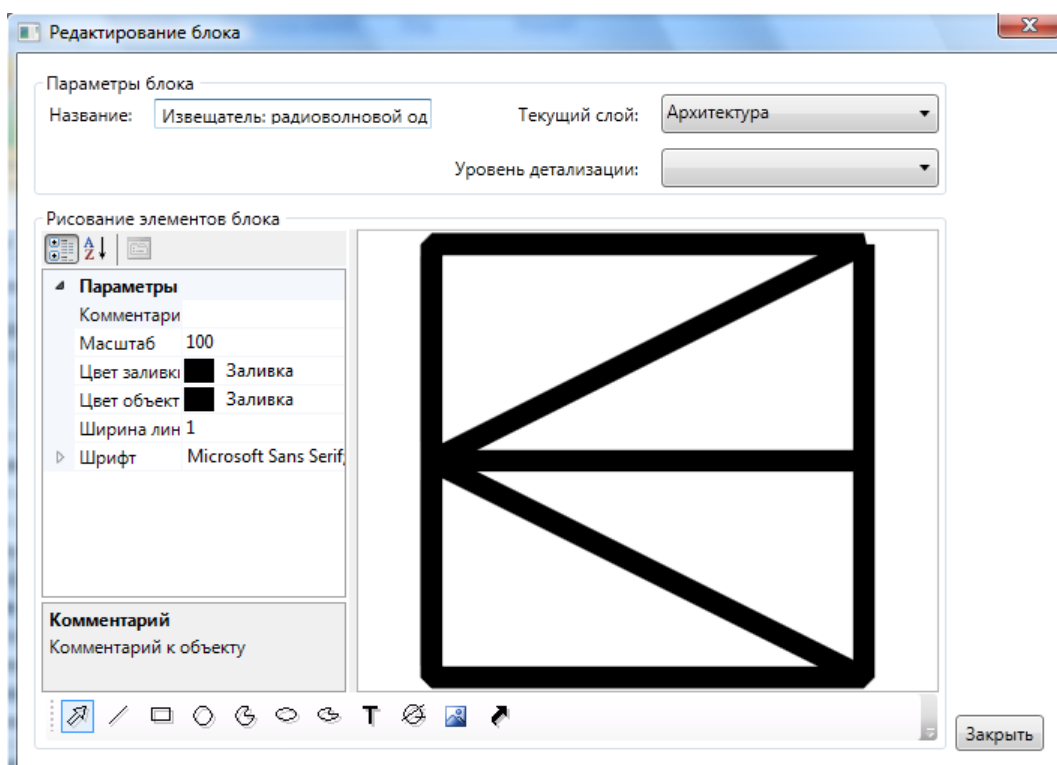 Редактирование блока
Параметры блока
Название: Извещатель: радиоволновой од Текущий слой: Архитектура
Уровень детализации:
Рисование элементов блока
A
Z
Параметры
Комментари
Масштаб 100
Цвет заливки Заливка
Цвет объект Заливка
Ширина лин 1
Шрифт Microsoft Sans Serif,
Комментарий
Комментарий к объекту
T
Закрыть